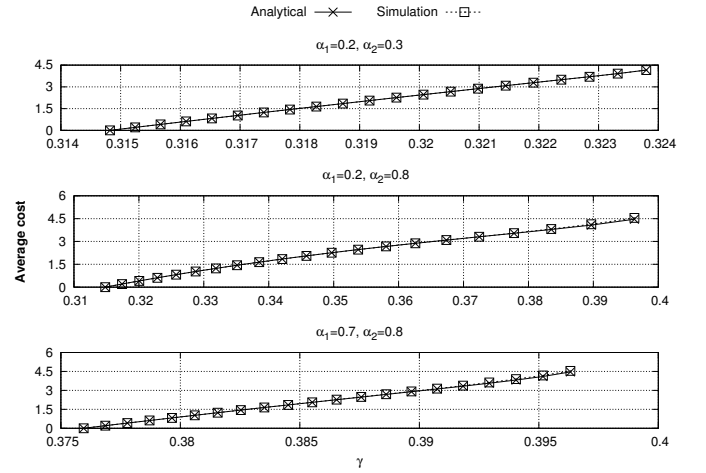 Analytical Simulation
α1=0.2, α2=0.3
4.5
3
1.5
0
0.314 0.315 0.316 0.317 0.318 0.319 0.32 0.321 0.322 0.323 0.324
α1=0.2, α2=0.8
Average cost
6
4.5
3
1.5
0
0.31 0.32 0.33 0.34 0.35 0.36 0.37 0.38 0.39 0.4
α1=0.7, α2=0.8
6
4.5
3
1.5
0
0.375 0.38 0.385 0.39 0.395 0.4
γ